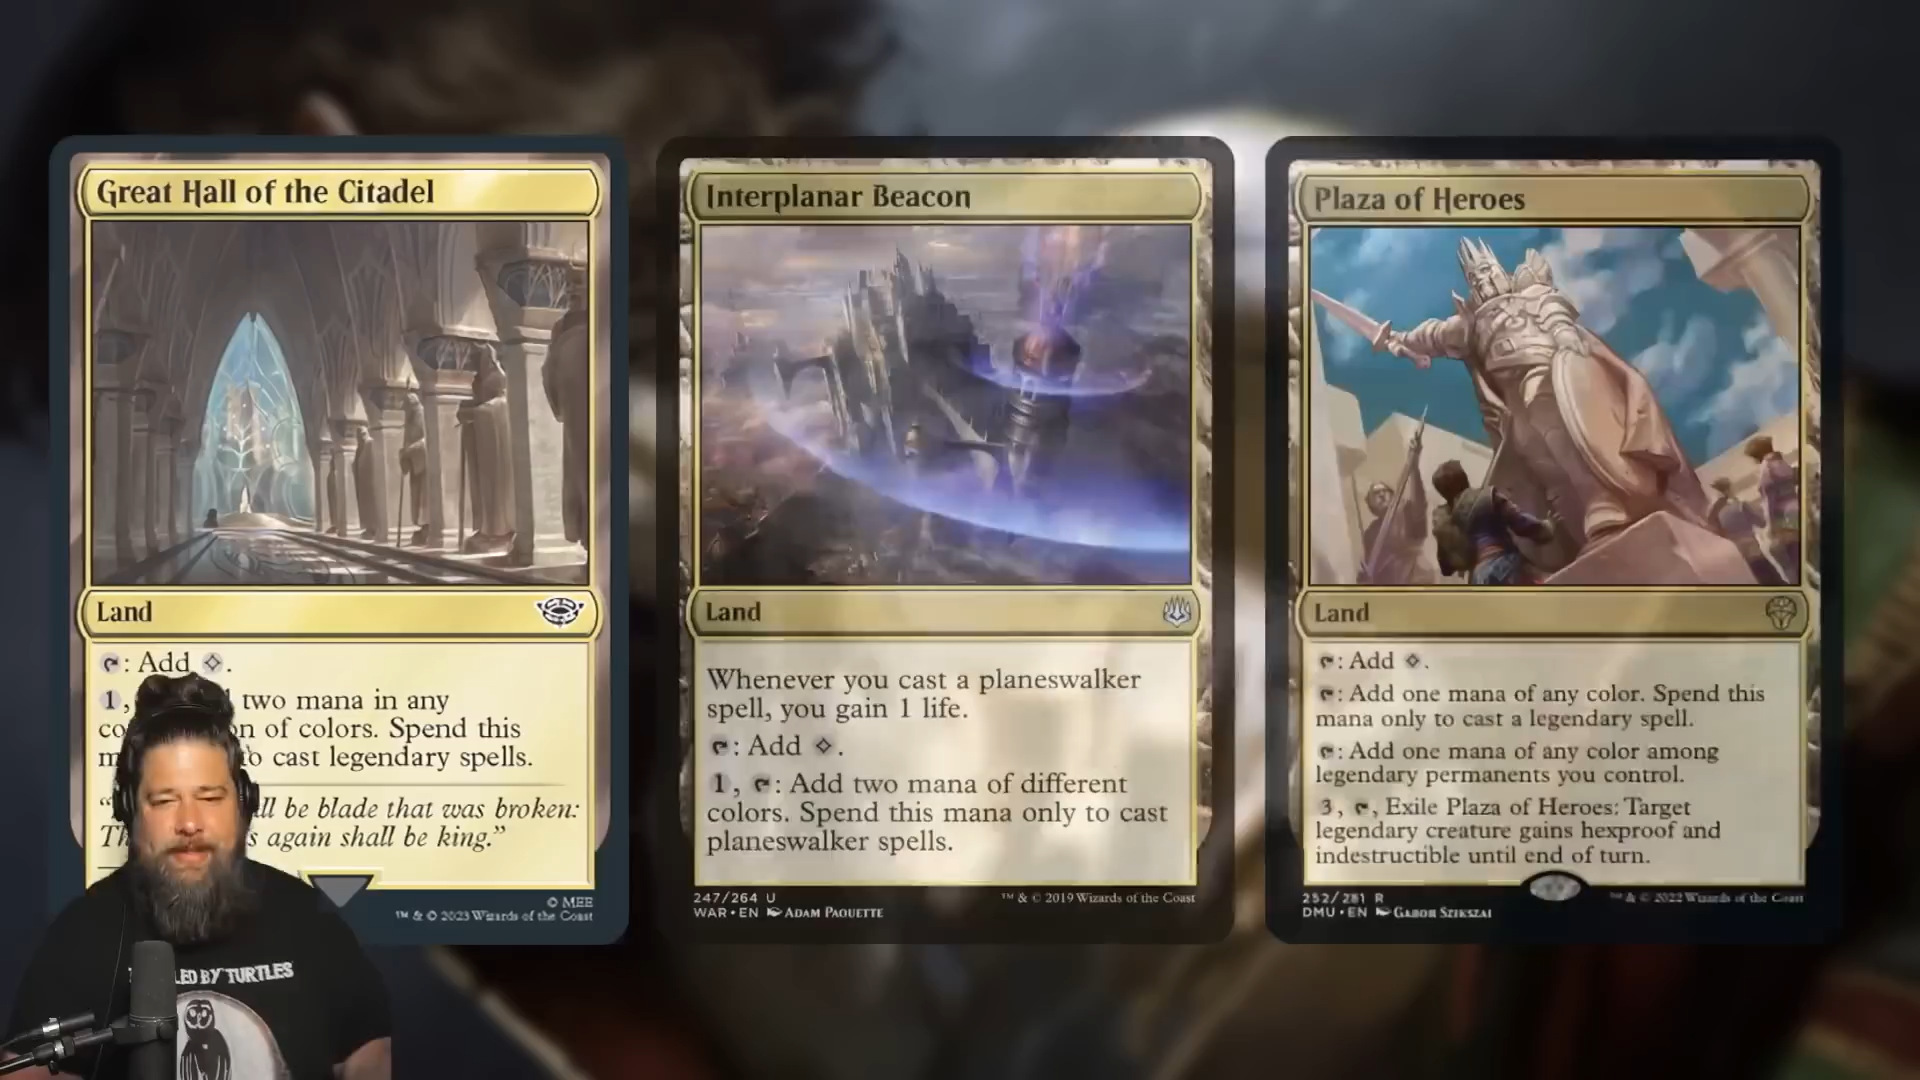 Great Hall of the Citadel
Land
: Add .
1, two mana in any
n of colors. Spend this
to cast legendary spells.
ll be blade that was broken:
again shall be king.”
© MEE
™ & © 2023 Wizards of the Coast
BY TURTLES
Interplanar Beacon
Land
Whenever you cast a planeswalker
spell, you gain 1 life.
: Add .
1, : Add two mana of different
colors. Spend this mana only to cast
planeswalker spells.
247/264 U
WAR • EN ADAM PAQUETTE
™ & © 2019 Wizards of the Coast
Plaza of Heroes
Land
: Add .
: Add one mana of any color. Spend this
mana only to cast a legendary spell.
: Add one mana of any color among
legendary permanents you control.
3, , Exile Plaza of Heroes: Target
legendary creature gains hexproof and
indestructible until end of turn.
252/281 R
DMU • EN GABOR SZIKSZAI
™ & © 2022 Wizards of the Coast